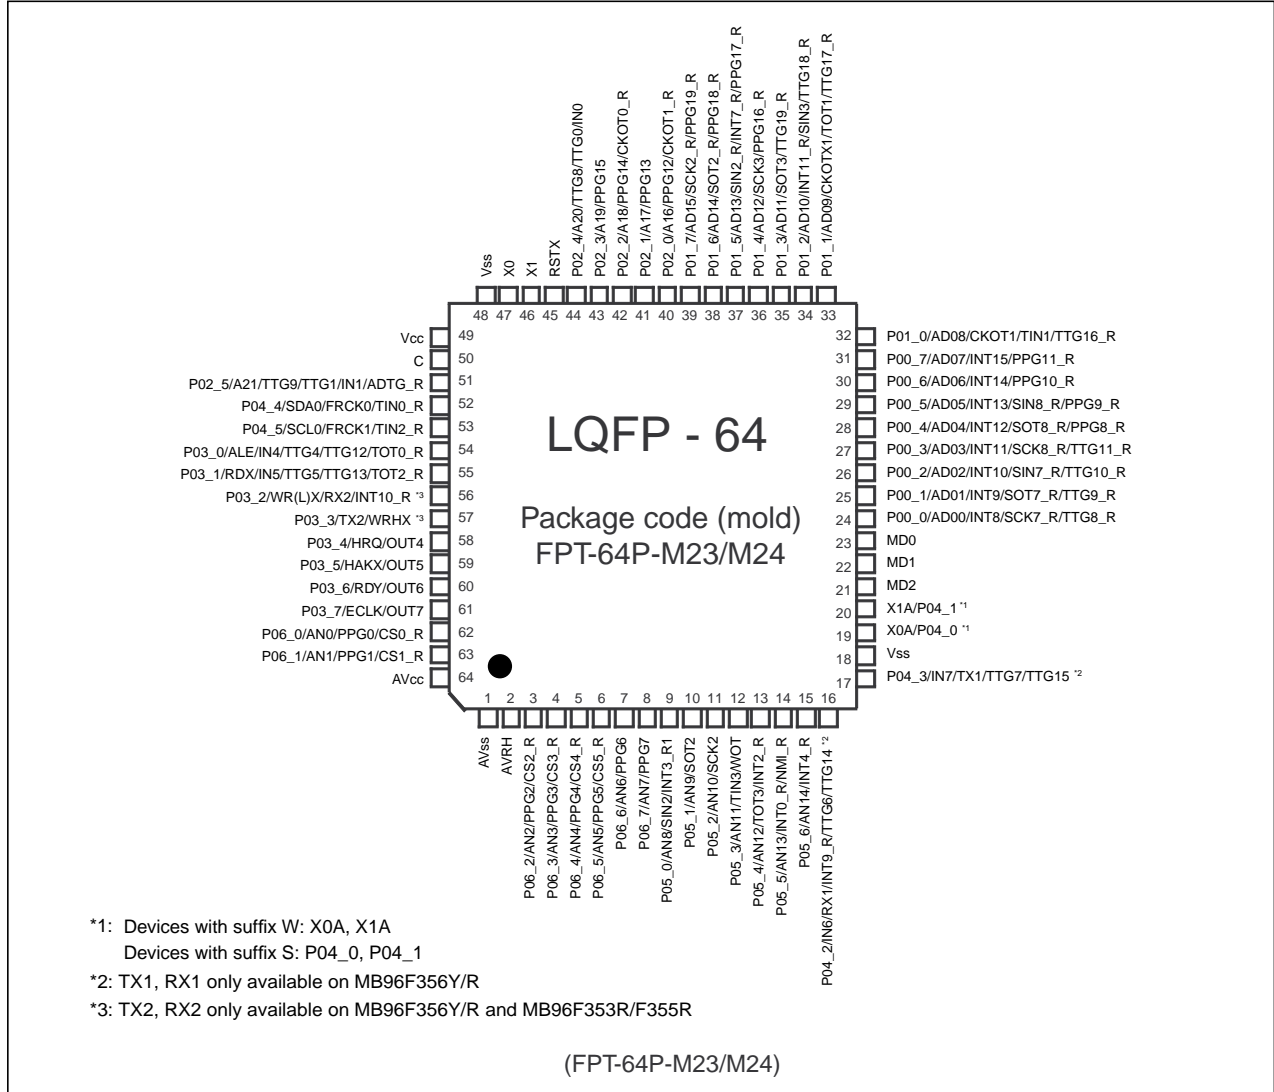 P02_4/A20/TTG8/TTG0/IN0
P02_3/A19/PPG15
P02_2/A18/PPG14/CKOT0_R
P02_1/A17/PPG13
P02_0/A16/PPG12/CKOT1_R
P01_7/AD15/SCK2_R/PPG19_R
P01_6/AD14/SOT2_R/PPG18_R
P01_5/AD13/SIN2_R/INT7_R/PPG17_R
P01_4/AD12/SCK3/PPG16_R
P01_3/AD11/SOT3/TTG19_R
P01_2/AD10/INT11_R/SIN3/TTG18_R
P01_1/AD09/CKOTX1/TOT1/TTG17_R
Vss
X0
X1
RSTX
48 47 46 45 44 43 42 41 40 39 38 37 36 35 34 33
Vcc 49
C 50
P02_5/A21/TTG9/TTG1/IN1/ADTG_R 51
P04_4/SDA0/FRCK0/TIN0_R 52
P04_5/SCL0/FRCK1/TIN2_R 53
P03_0/ALE/IN4/TTG4/TTG12/TOT0_R 54
P03_1/RDX/IN5/TTG5/TTG13/TOT2_R 55
P03_2/WR(L)X/RX2/INT10_R *3 56
P03_3/TX2/WRHX *3 57
P03_4/HRQ/OUT4 58
P03_5/HAKX/OUT5 59
P03_6/RDY/OUT6 60
P03_7/ECLK/OUT7 61
P06_0/AN0/PPG0/CS0_R 62
P06_1/AN1/PPG1/CS1_R 63
AVcc 64
LQFP - 64
Package code (mold)
FPT-64P-M23/M24
32 P01_0/AD08/CKOT1/TIN1/TTG16_R
31 P00_7/AD07/INT15/PPG11_R
30 P00_6/AD06/INT14/PPG10_R
29 P00_5/AD05/INT13/SIN8_R/PPG9_R
28 P00_4/AD04/INT12/SOT8_R/PPG8_R
27 P00_3/AD03/INT11/SCK8_R/TTG11_R
26 P00_2/AD02/INT10/SIN7_R/TTG10_R
25 P00_1/AD01/INT9/SOT7_R/TTG9_R
24 P00_0/AD00/INT8/SCK7_R/TTG8_R
23 MD0
22 MD1
21 MD2
20 X1A/P04_1 *1
19 X0A/P04_0 *1
18 Vss
17 P04_3/IN7/TX1/TTG7/TTG15 *2
1 2 3 4 5 6 7 8 9 10 11 12 13 14 15 16
AVss
AVRH
P06_2/AN2/PPG2/CS2_R
P06_3/AN3/PPG3/CS3_R
P06_4/AN4/PPG4/CS4_R
P06_5/AN5/PPG5/CS5_R
P06_6/AN6/PPG6
P06_7/AN7/PPG7
P05_0/AN8/SIN2/INT3_R1
P05_1/AN9/SOT2
P05_2/AN10/SCK2
P05_3/AN11/TIN3/WOT
P05_4/AN12/TOT3/INT2_R
P05_5/AN13/INT0_R/NMI_R
P05_6/AN14/INT4_R
P04_2/IN6/RX1/INT9_R/TTG6/TTG14 *2
*1: Devices with suffix W: X0A, X1A
Devices with suffix S: P04_0, P04_1
*2: TX1, RX1 only available on MB96F356Y/R
*3: TX2, RX2 only available on MB96F356Y/R and MB96F353R/F355R
(FPT-64P-M23/M24)